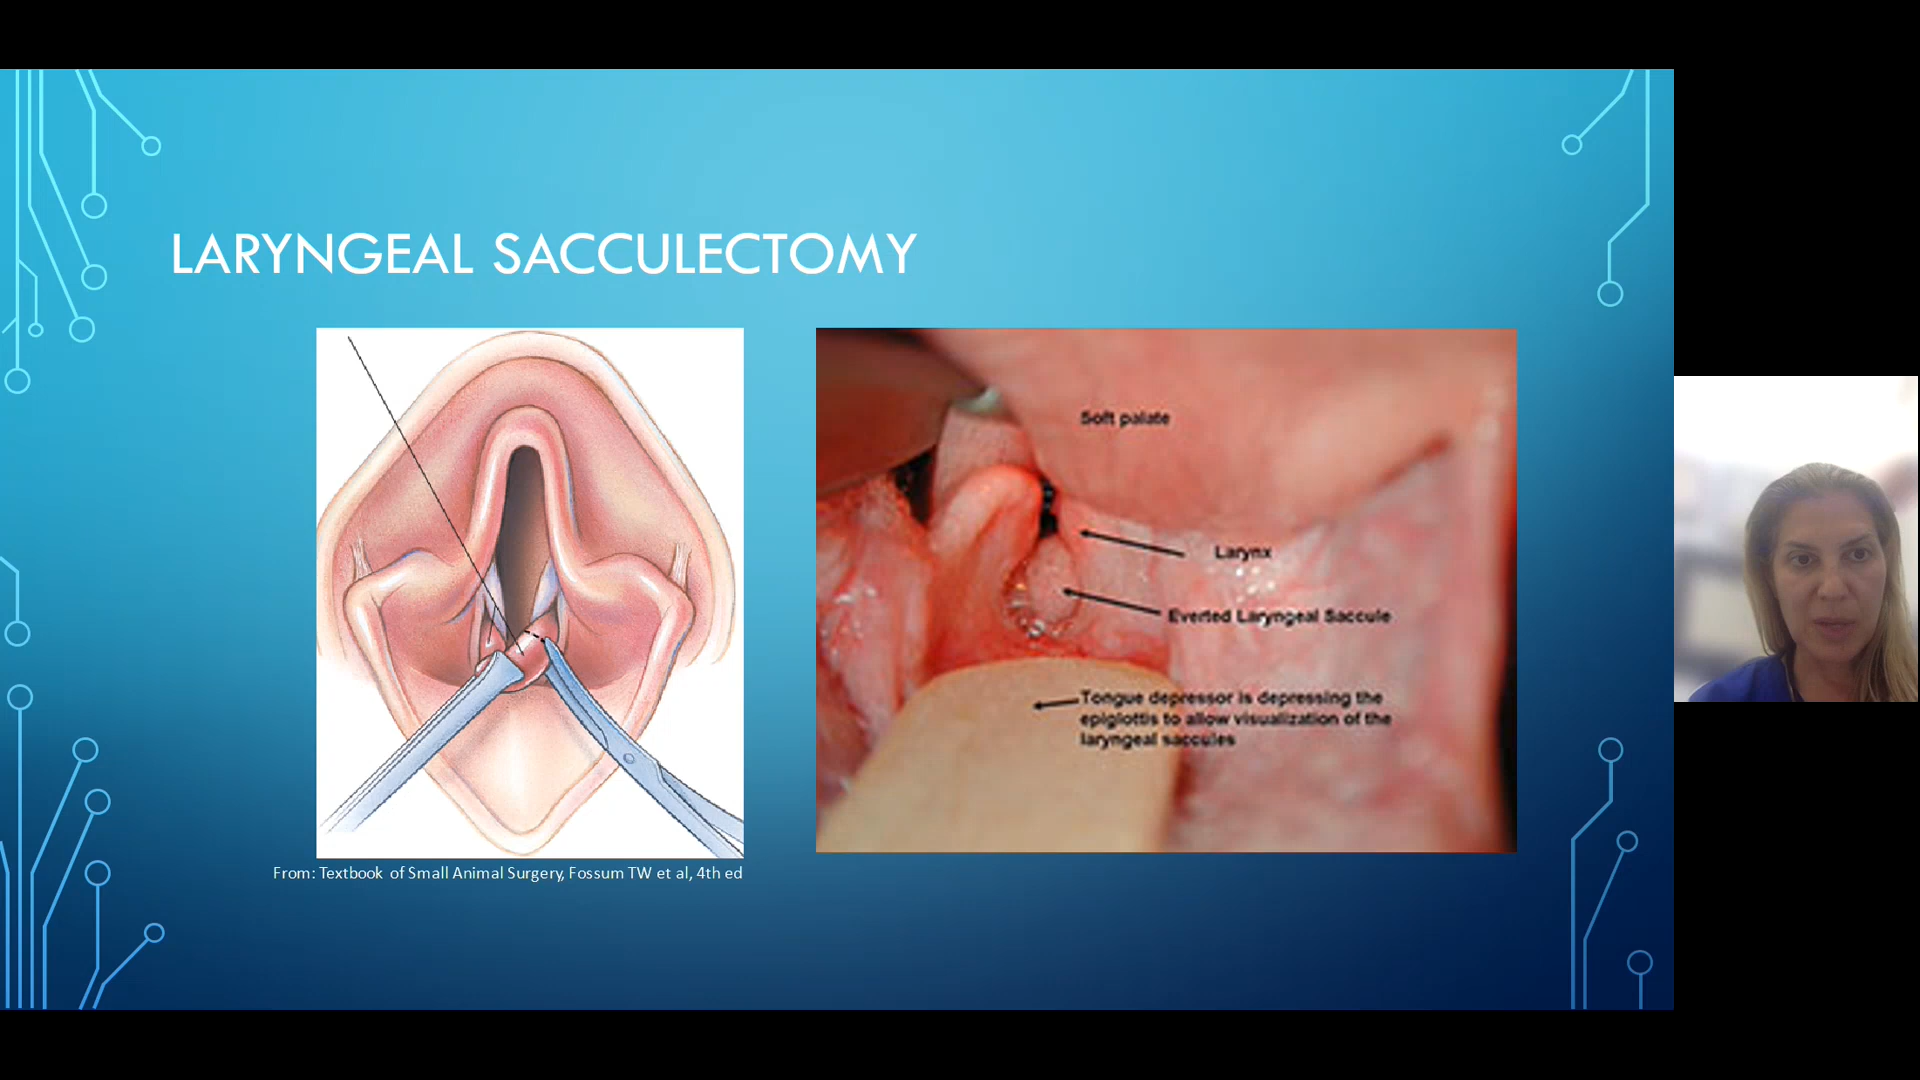 LARYNGEAL SACCULECTOMY
Soft palate
Larynx
Everted Laryngeal Saccule
Tongue depressor is depressing the
epiglottis to allow visualization of the
laryngeal saccules
From: Textbook of Small Animal Surgery, Fossum TW et al, 4th ed